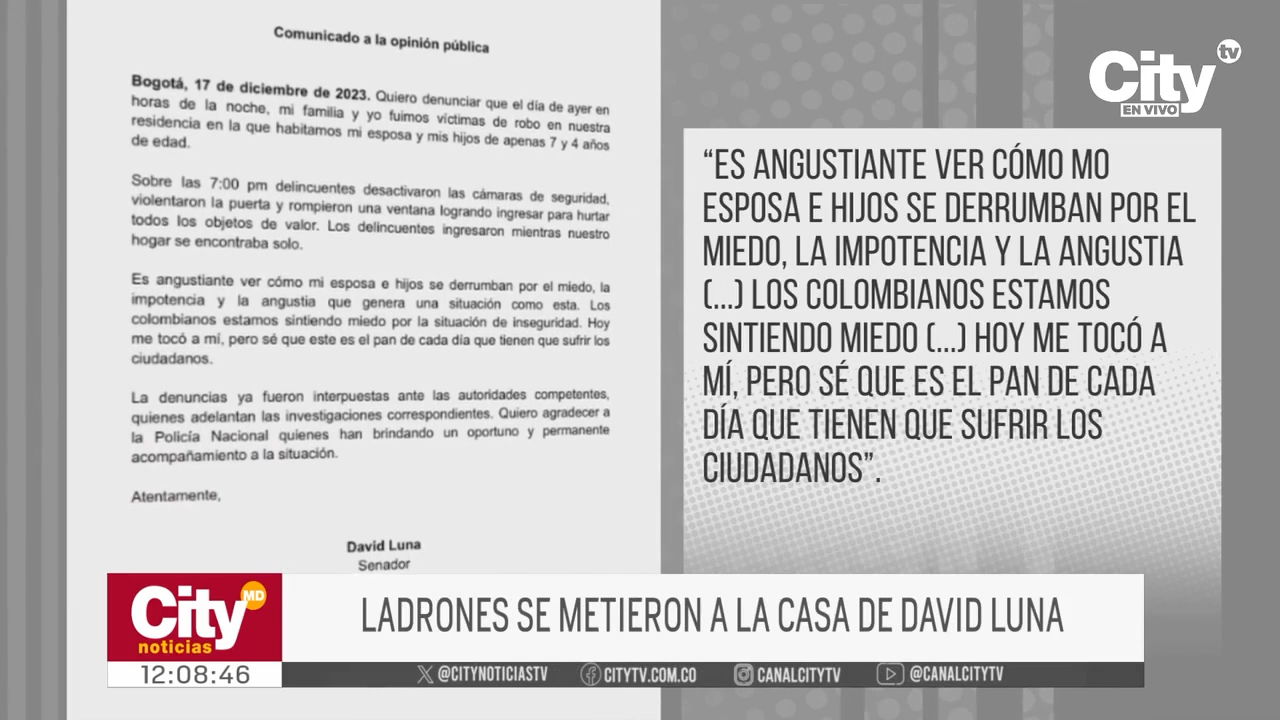 Comunicado a la opinión pública
Bogotá, 17 de diciembre de 2023. Quiero denunciar que el día de ayer en
horas de la noche, mi familia y yo fuimos víctimas de robo en nuestra
residencia en la que habitamos mi esposa y mis hijos de apenas 7 y 4 años
de edad.
Sobre las 7:00 pm delincuentes desactivaron las cámaras de seguridad,
violentaron la puerta y rompieron una ventana logrando ingresar para hurtar
todos los objetos de valor. Los delincuentes ingresaron mientras nuestro
hogar se encontraba solo.
Es angustiante ver cómo mi esposa e hijos se derrumban por el miedo, la
impotencia y la angustia que genera una situación como esta. Los
colombianos estamos sintiendo miedo por la situación de inseguridad. Hoy
me tocó a mí, pero sé que este es el pan de cada día que tienen que sufrir los
ciudadanos.
La denuncias ya fueron interpuestas ante las autoridades competentes,
quienes adelantan las investigaciones correspondientes. Quiero agradecer a
la Policía Nacional quienes han brindando un oportuno y permanente
acompañamiento a la situación.
Atentamente,
David Luna
Senador
City tv
EN VIVO
“ES ANGUSTIANTE VER CÓMO MO
ESPOSA E HIJOS SE DERRUMBAN POR EL
MIEDO, LA IMPOTENCIA Y LA ANGUSTIA
(...) LOS COLOMBIANOS ESTAMOS
SINTIENDO MIEDO (...) HOY ME TOCÓ A
MÍ, PERO SÉ QUE ES EL PAN DE CADA
DÍA QUE TIENEN QUE SUFRIR LOS
CIUDADANOS”.
City MD
noticias
LADRONES SE METIERON A LA CASA DE DAVID LUNA
12:08:46
@CITYNOTICIASTV CITYTV.COM.CO CANALCITYTV @CANALCITYTV